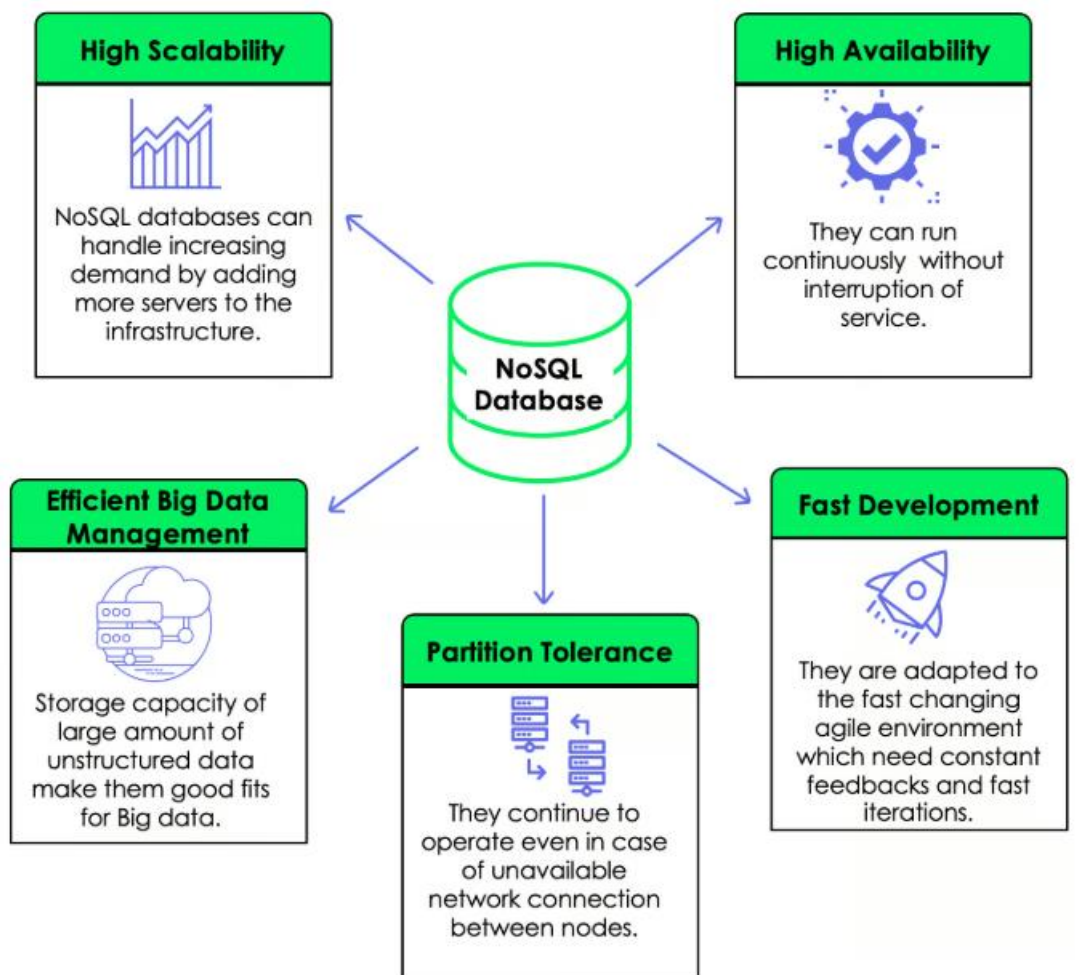 High Scalability
NoSQL databases can
handle increasing
demand by adding
more servers to the
infrastructure.
High Availability
They can run
continuously without
interruption of
service.
NoSQL
Database
Efficient Big Data
Management
Storage capacity of
large amount of
unstructured data
make them good fits
for Big data.
Partition Tolerance
They continue to
operate even in case
of unavailable
network connection
between nodes.
Fast Development
They are adapted to
the fast changing
agile environment
which need constant
feedbacks and fast
iterations.